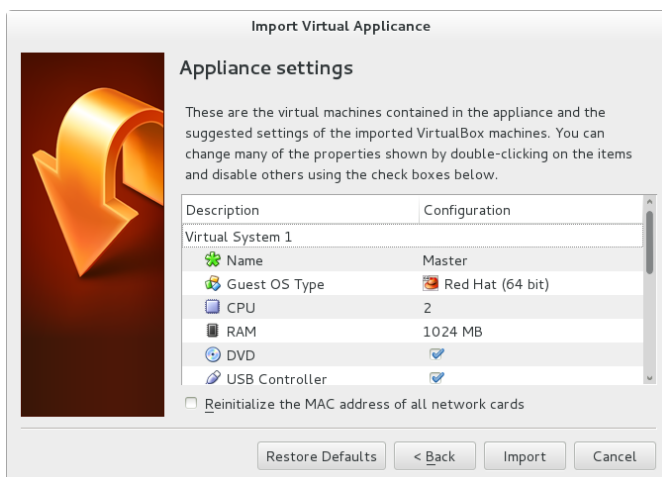 Import Virtual Applicance
Appliance settings
These are the virtual machines contained in the appliance and the
suggested settings of the imported VirtualBox machines. You can
change many of the properties shown by double-clicking on the items
and disable others using the check boxes below.
Description Configuration
Virtual System 1
Name Master
Guest OS Type Red Hat (64 bit)
CPU 2
RAM 1024 MB
DVD
USB Controller
Reinitialize the MAC address of all network cards
Restore Defaults < Back Import Cancel